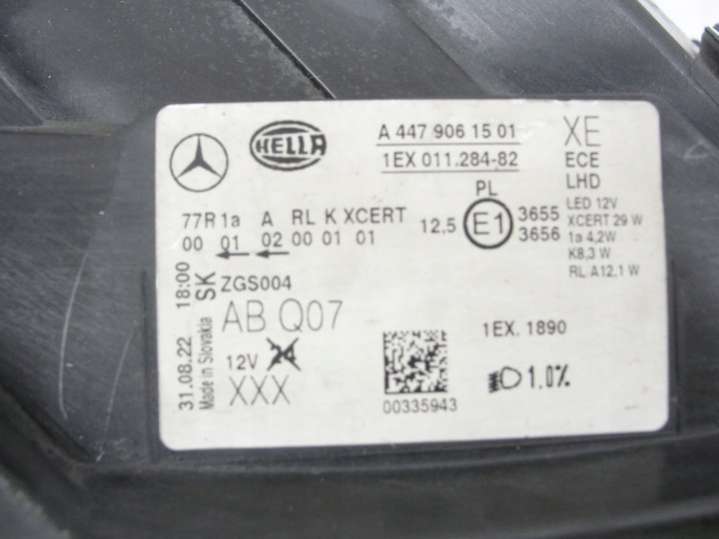 HELLA
A 447 906 15 01
1EX 011.284-82
XE
ECE
LHD
LED 12V
XCERT 29 W
1a 4,2W
K8,3 W
RL A12,1 W
PL
12,5 E1 3655
3656
77R 1a A RL K XCERT
00 01 02 00 01 01
ZGS004
AB Q07
12V 24
XXX
31.08.22 18:00
Made in Slovakia SK
00335943
1EX. 1890
1.0%